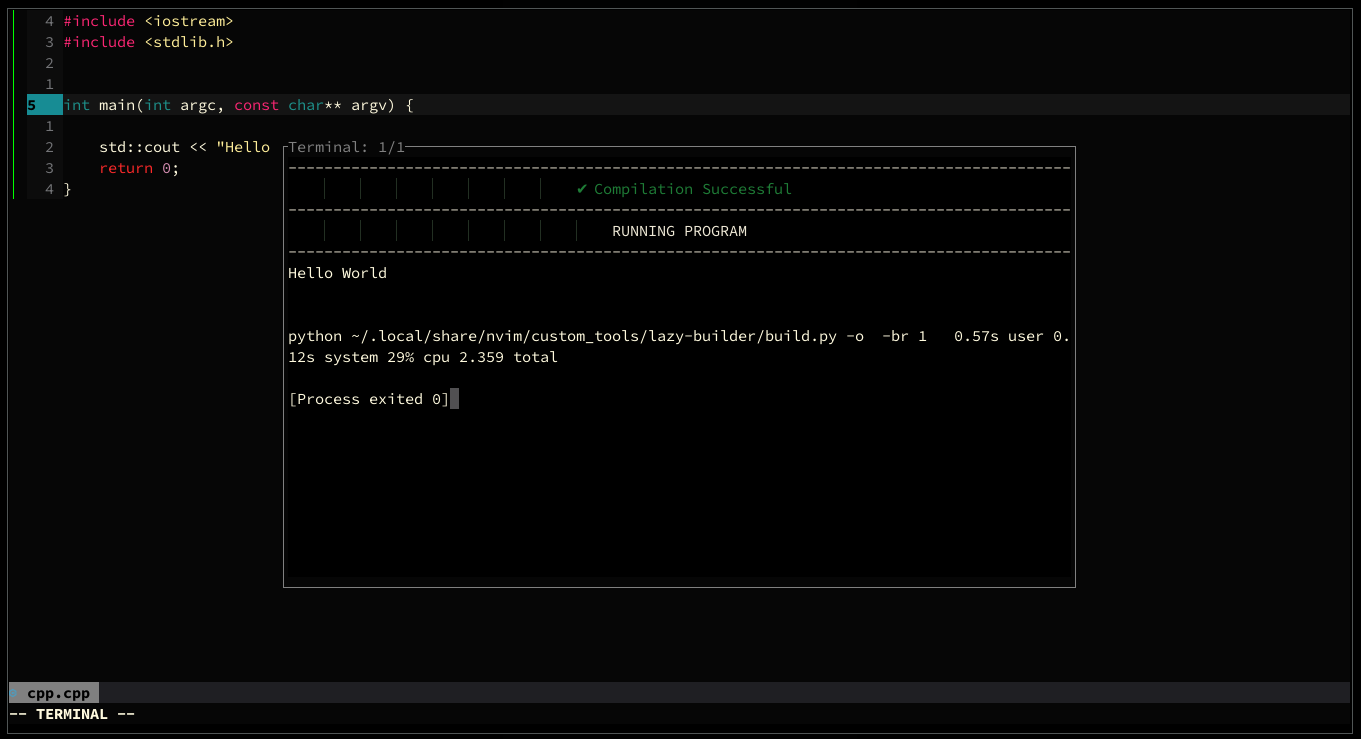 4 #include <iostream>
3 #include <stdlib.h>
2
1
5 int main(int argc, const char** argv) {
1
2 std::cout << "Hello
3 return 0;
4 }
Terminal: 1/1
--------------------------------------------------------------------------------------
✔ Compilation Successful
--------------------------------------------------------------------------------------
RUNNING PROGRAM
--------------------------------------------------------------------------------------
Hello World
python ~/.local/share/nvim/custom_tools/lazy-builder/build.py -o  -br 1   0.57s user 0.
12s system 29% cpu 2.359 total
[Process exited 0]
cpp.cpp
-- TERMINAL --